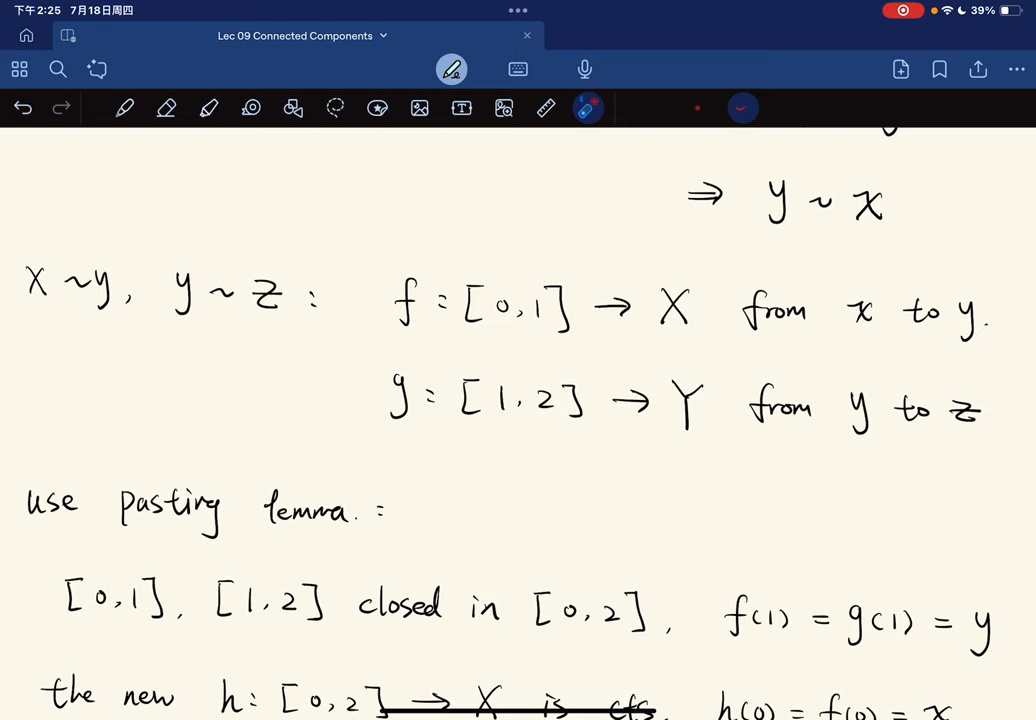 下午2:25 7月18日周四
39%
Lec 09 Connected Components
⇒ y ~ x
x ~ y, y ~ z : f : [0,1] → X from x to y.
g : [1,2] → Y from y to z
use pasting lemma. :
[0,1], [1,2] closed in [0,2], f(1) = g(1) = y
the new h: [0,2] → X is cts. h(0) = f(0) = x